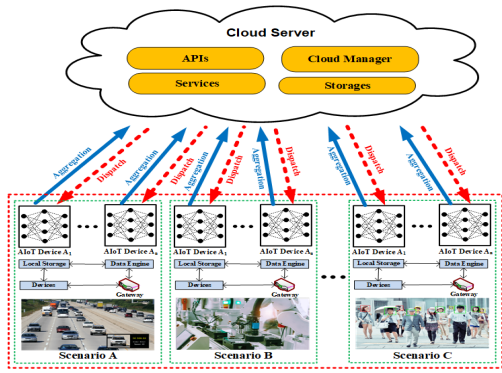 Cloud Server
APIs
Cloud Manager
Services
Storages
Aggregation
Dispatch
Aggregation
Dispatch
Aggregation
Dispatch
Aggregation
Dispatch
Aggregation
Dispatch
Aggregation
Dispatch
AIoT Device A1
AIoT Device An
AIoT Device A1
AIoT Device An
AIoT Device A1
AIoT Device An
Local Storage
Data Engine
Local Storage
Data Engine
Local Storage
Data Engine
Devices
Gateway
Devices
Gateway
Devices
Gateway
Scenario A
Scenario B
Scenario C